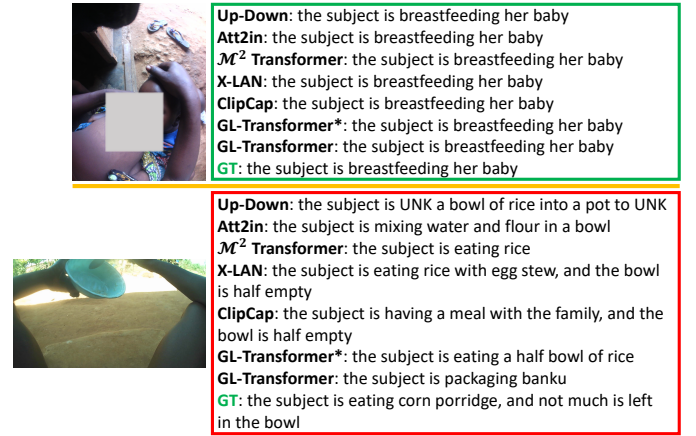 Up-Down: the subject is breastfeeding her baby
Att2in: the subject is breastfeeding her baby
ℳ² Transformer: the subject is breastfeeding her baby
X-LAN: the subject is breastfeeding her baby
ClipCap: the subject is breastfeeding her baby
GL-Transformer*: the subject is breastfeeding her baby
GL-Transformer: the subject is breastfeeding her baby
GT: the subject is breastfeeding her baby
Up-Down: the subject is UNK a bowl of rice into a pot to UNK
Att2in: the subject is mixing water and flour in a bowl
ℳ² Transformer: the subject is eating rice
X-LAN: the subject is eating rice with egg stew, and the bowl
is half empty
ClipCap: the subject is having a meal with the family, and the
bowl is half empty
GL-Transformer*: the subject is eating a half bowl of rice
GL-Transformer: the subject is packaging banku
GT: the subject is eating corn porridge, and not much is left
in the bowl